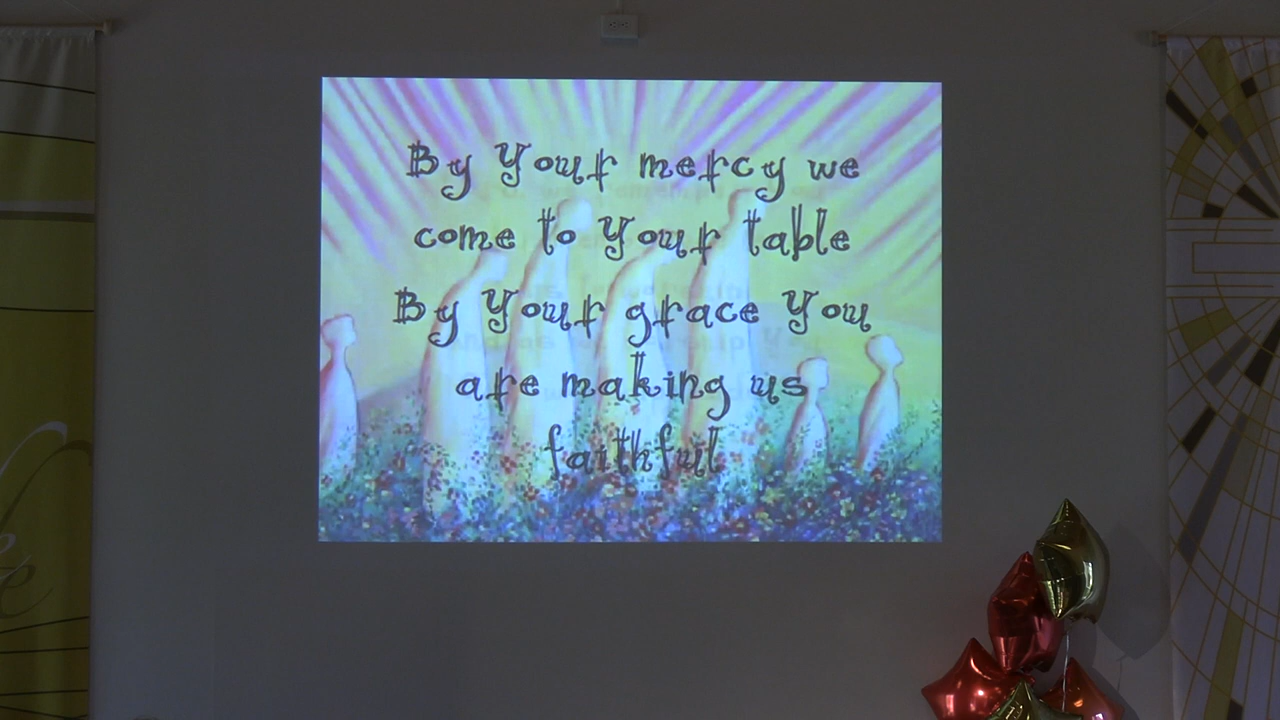 By Your mercy we
come to Your table
By Your grace You
are making us
faithful